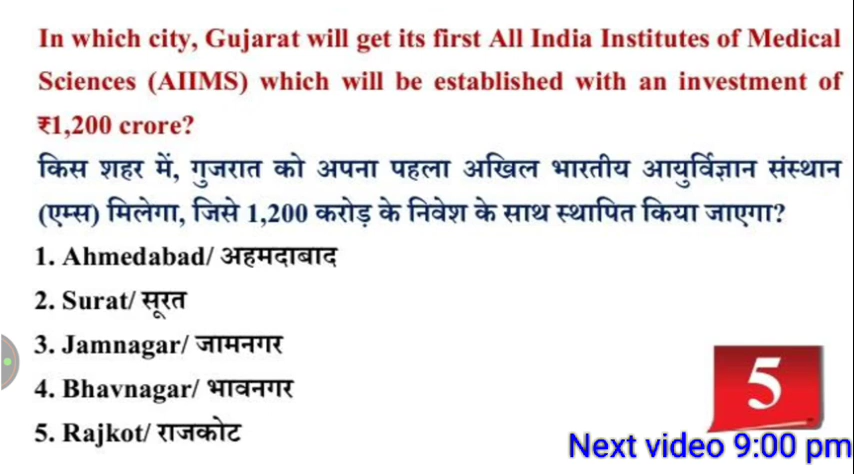 In which city, Gujarat will get its first All India Institutes of Medical
Sciences (AIIMS) which will be established with an investment of
₹1,200 crore?
किस शहर में, गुजरात को अपना पहला अखिल भारतीय आयुर्विज्ञान संस्थान
(एम्स) मिलेगा, जिसे 1,200 करोड़ के निवेश के साथ स्थापित किया जाएगा?
1. Ahmedabad/ अहमदाबाद
2. Surat/ सूरत
3. Jamnagar/ जामनगर
4. Bhavnagar/ भावनगर
5. Rajkot/ राजकोट
5
Next video 9:00 pm